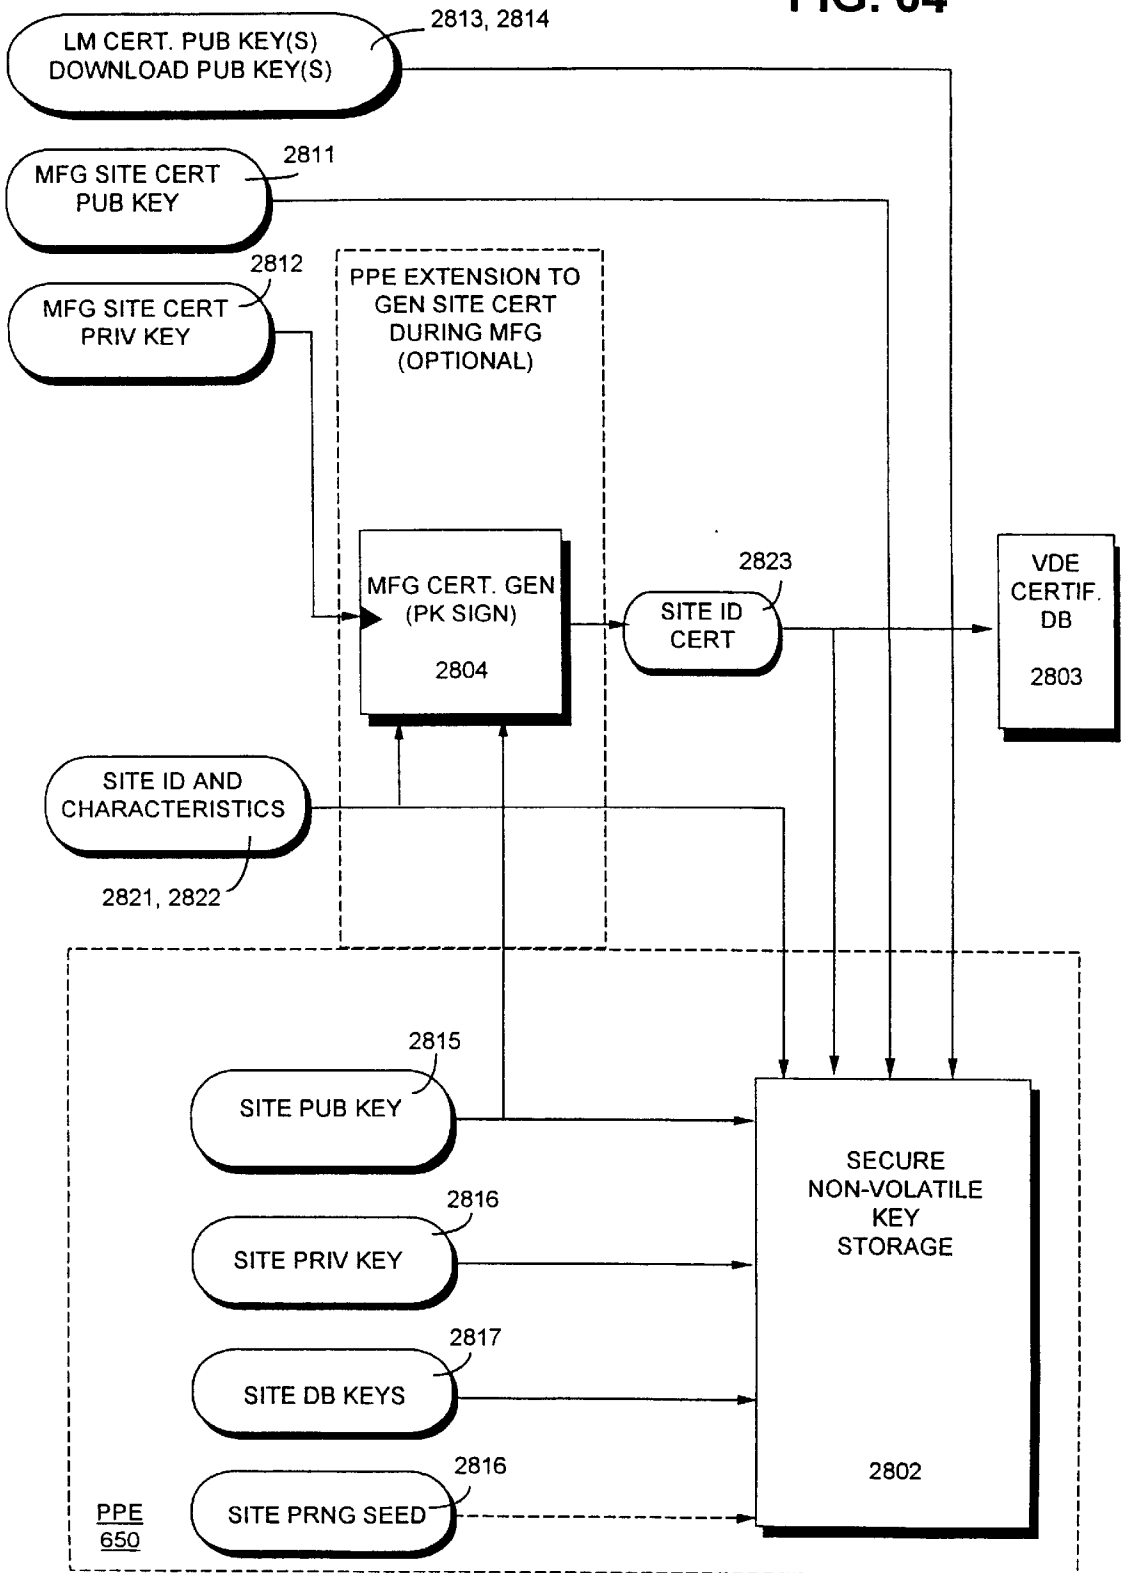 FIG. 64
2813, 2814
LM CERT. PUB KEY(S)
DOWNLOAD PUB KEY(S)
2811
MFG SITE CERT
PUB KEY
2812
MFG SITE CERT
PRIV KEY
PPE EXTENSION TO
GEN SITE CERT
DURING MFG
(OPTIONAL)
MFG CERT. GEN
(PK SIGN)
2804
2823
SITE ID
CERT
VDE
CERTIF.
DB
2803
SITE ID AND
CHARACTERISTICS
2821, 2822
2815
SITE PUB KEY
2816
SITE PRIV KEY
2817
SITE DB KEYS
2816
SITE PRNG SEED
SECURE
NON-VOLATILE
KEY
STORAGE
2802
PPE
650